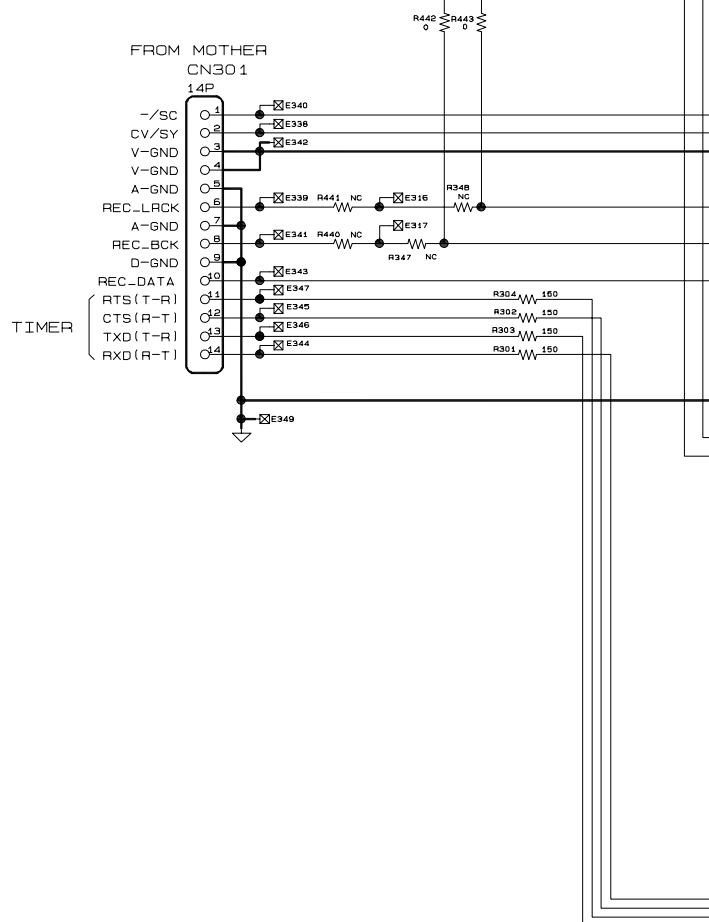 R442 R443
0 0
FROM MOTHER
CN301
14P
-/SC 1 E340
CV/SY 2 E338
V-GND 3 E342
V-GND 4
A-GND 5
R348
NC
REC_LRCK 6 E339 R441 NC E316
A-GND 7 E317
REC_BCK 8 E341 R440 NC
R347 NC
D-GND 9
REC_DATA 10 E343
RTS(T-R) 11 E347 R304 150
CTS(R-T) 12 E345 R302 150
TIMER
TXD(T-R) 13 E346 R303 150
RXD(R-T) 14 E344 R301 150
E349